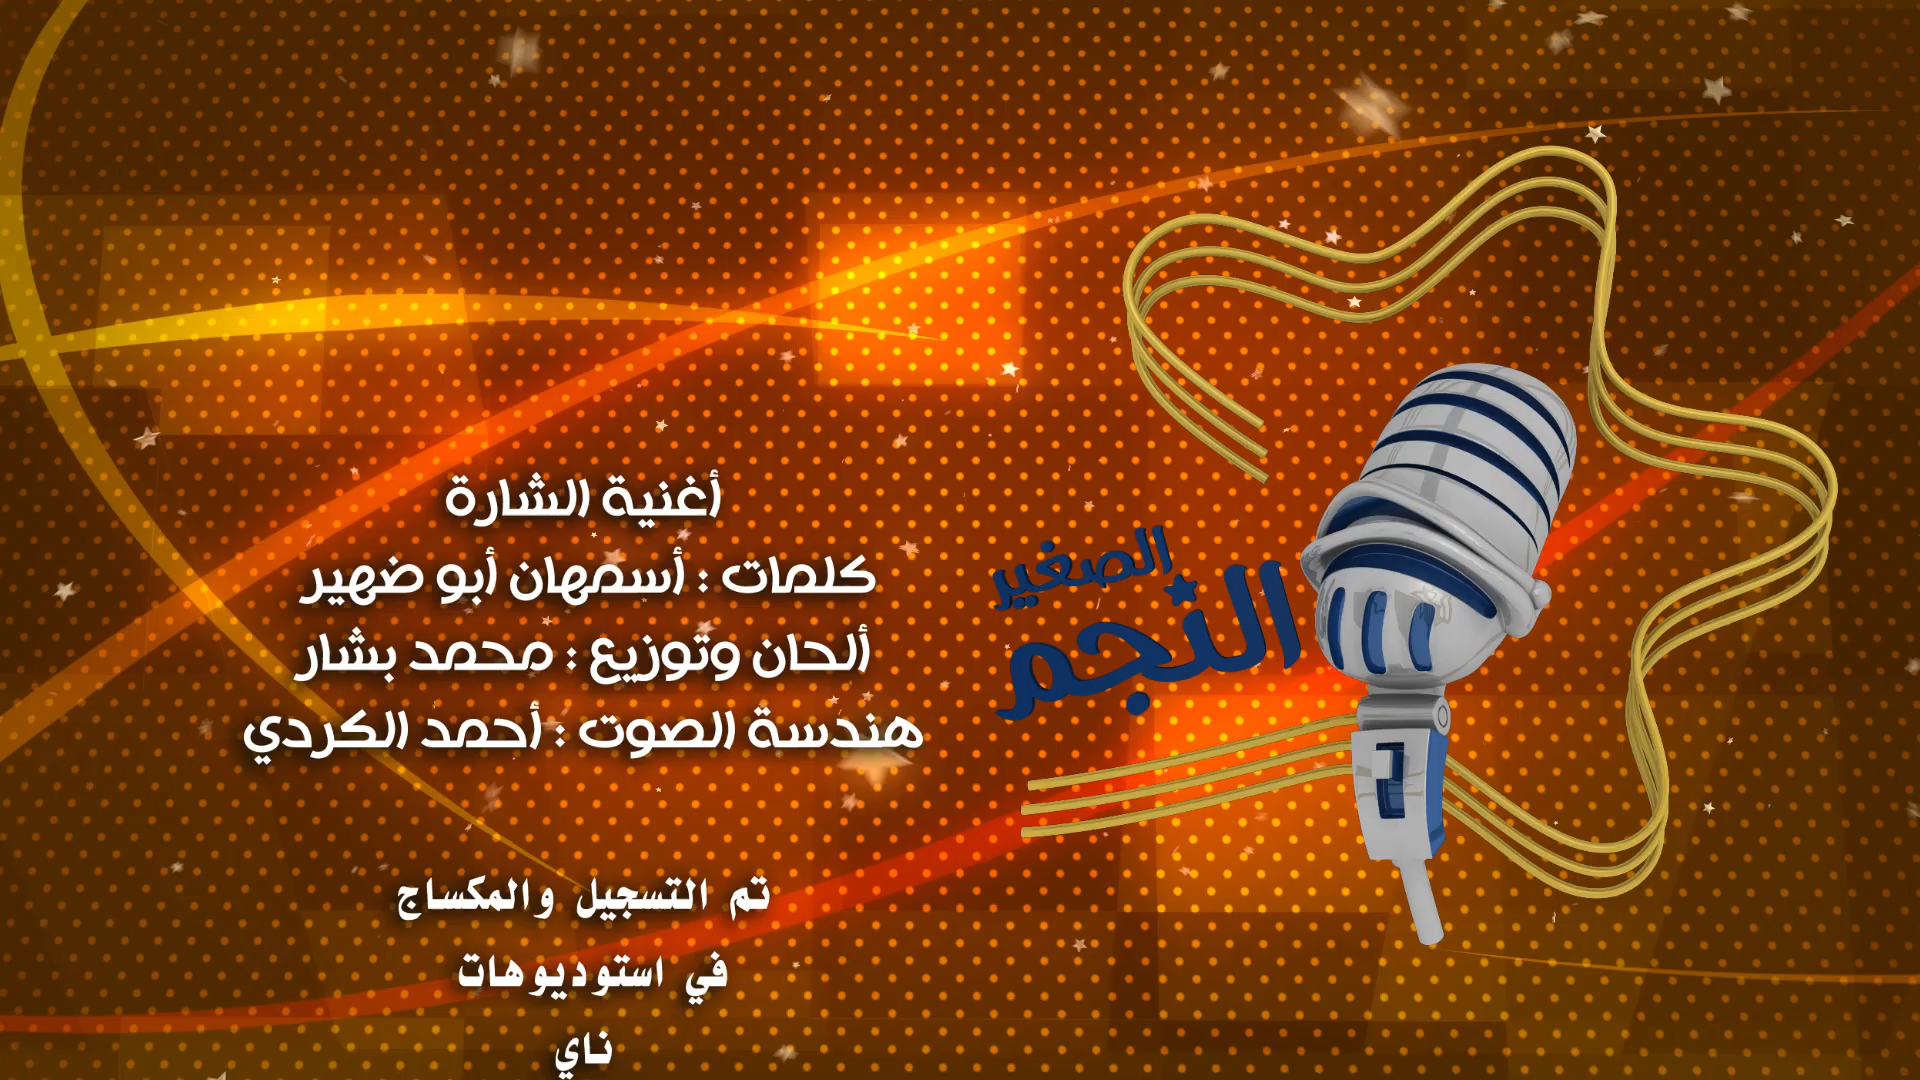 أغنية الشارة
كلمات : أسمهان أبو ضهير
ألحان وتوزيع : محمد بشار
هندسة الصوت : أحمد الكردي
تم التسجيل والمكساج
في استوديوهات
ناي
النجم
الصغير